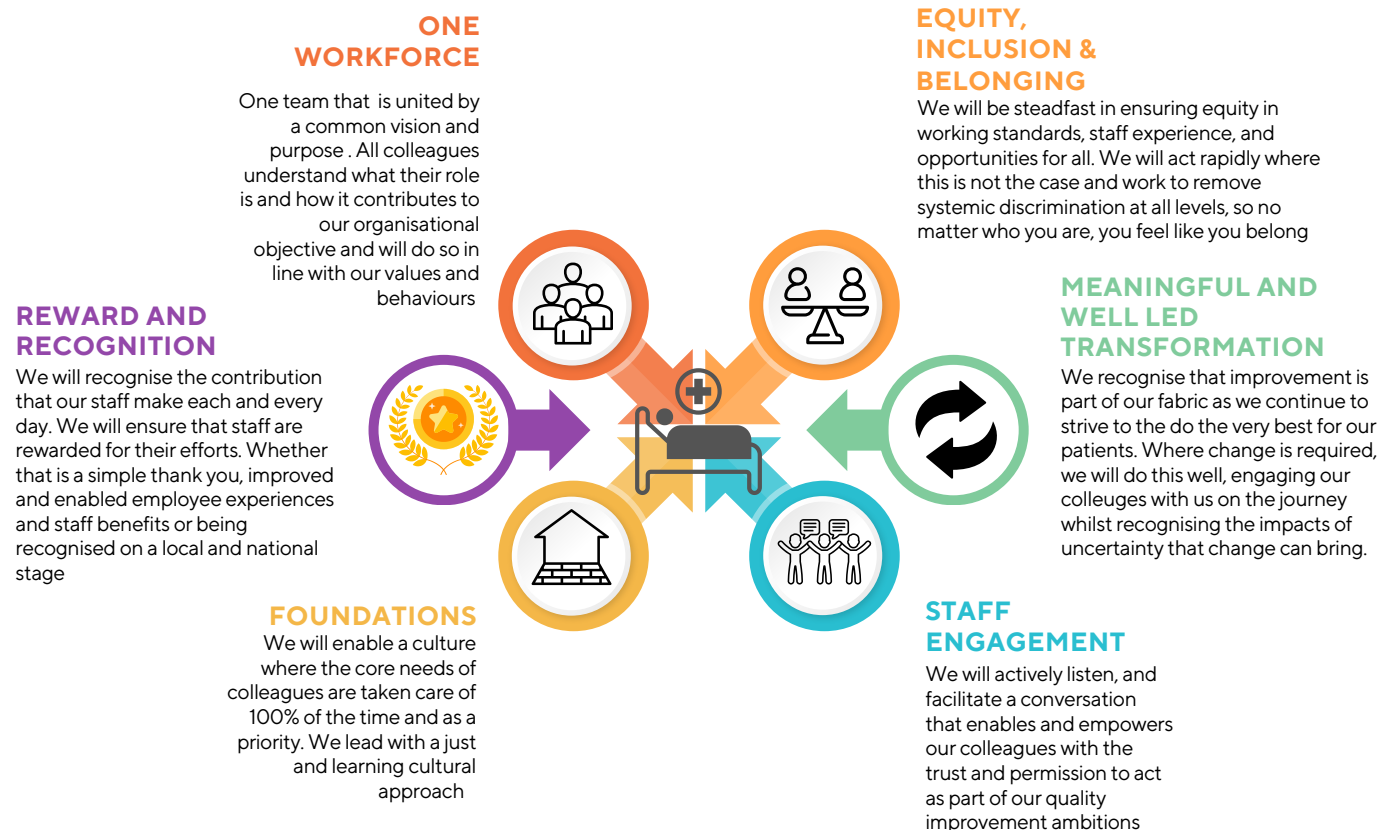 ONE
WORKFORCE
One team that is united by
a common vision and
purpose . All colleagues
understand what their role
is and how it contributes to
our organisational
objective and will do so in
line with our values and
behaviours
EQUITY,
INCLUSION &
BELONGING
We will be steadfast in ensuring equity in
working standards, staff experience, and
opportunities for all. We will act rapidly where
this is not the case and work to remove
systemic discrimination at all levels, so no
matter who you are, you feel like you belong
REWARD AND
RECOGNITION
We will recognise the contribution
that our staff make each and every
day. We will ensure that staff are
rewarded for their efforts. Whether
that is a simple thank you, improved
and enabled employee experiences
and staff benefits or being
recognised on a local and national
stage
MEANINGFUL AND
WELL LED
TRANSFORMATION
We recognise that improvement is
part of our fabric as we continue to
strive to the do the very best for our
patients. Where change is required,
we will do this well, engaging our
colleuges with us on the journey
whilst recognising the impacts of
uncertainty that change can bring.
FOUNDATIONS
We will enable a culture
where the core needs of
colleagues are taken care of
100% of the time and as a
priority. We lead with a just
and learning cultural
approach
STAFF
ENGAGEMENT
We will actively listen, and
facilitate a conversation
that enables and empowers
our colleagues with the
trust and permission to act
as part of our quality
improvement ambitions